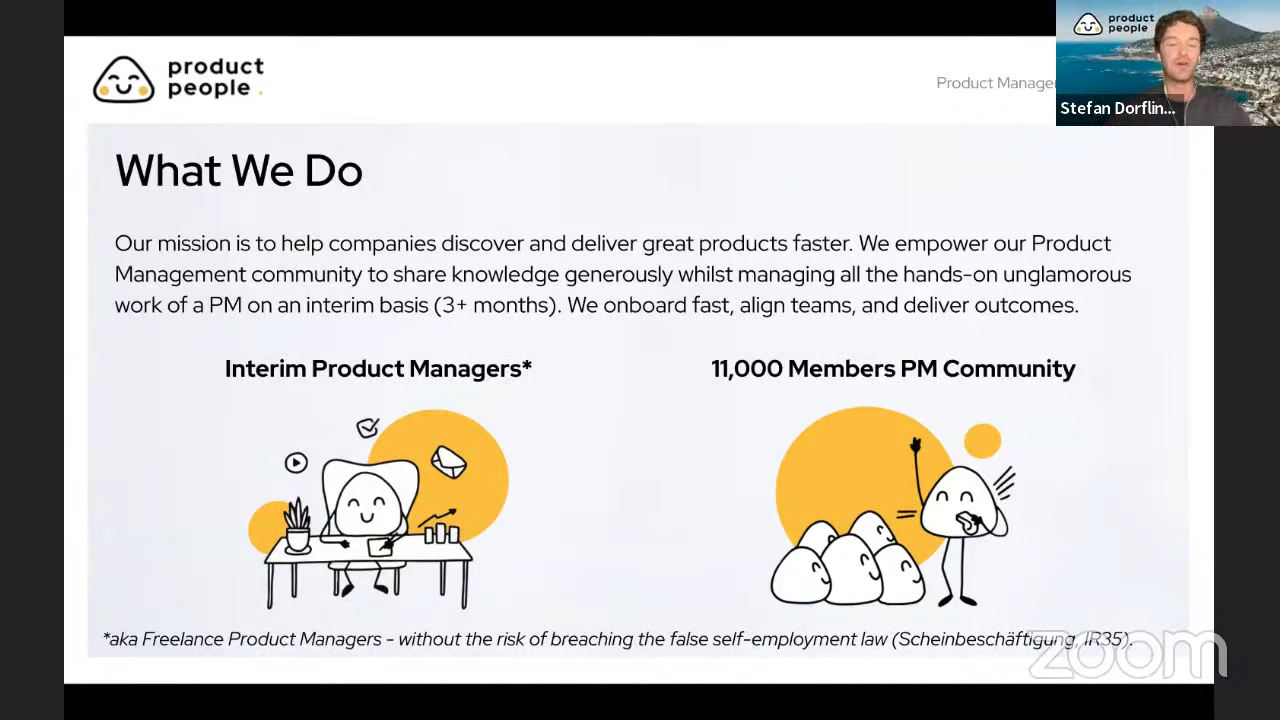 product
people.
Product Manager
product
people
Stefan Dorflin...
What We Do
Our mission is to help companies discover and deliver great products faster. We empower our Product
Management community to share knowledge generously whilst managing all the hands-on unglamorous
work of a PM on an interim basis (3+ months). We onboard fast, align teams, and deliver outcomes.
Interim Product Managers*
11,000 Members PM Community
*aka Freelance Product Managers - without the risk of breaching the false self-employment law (Scheinbeschäftigung, IR35).
zoom